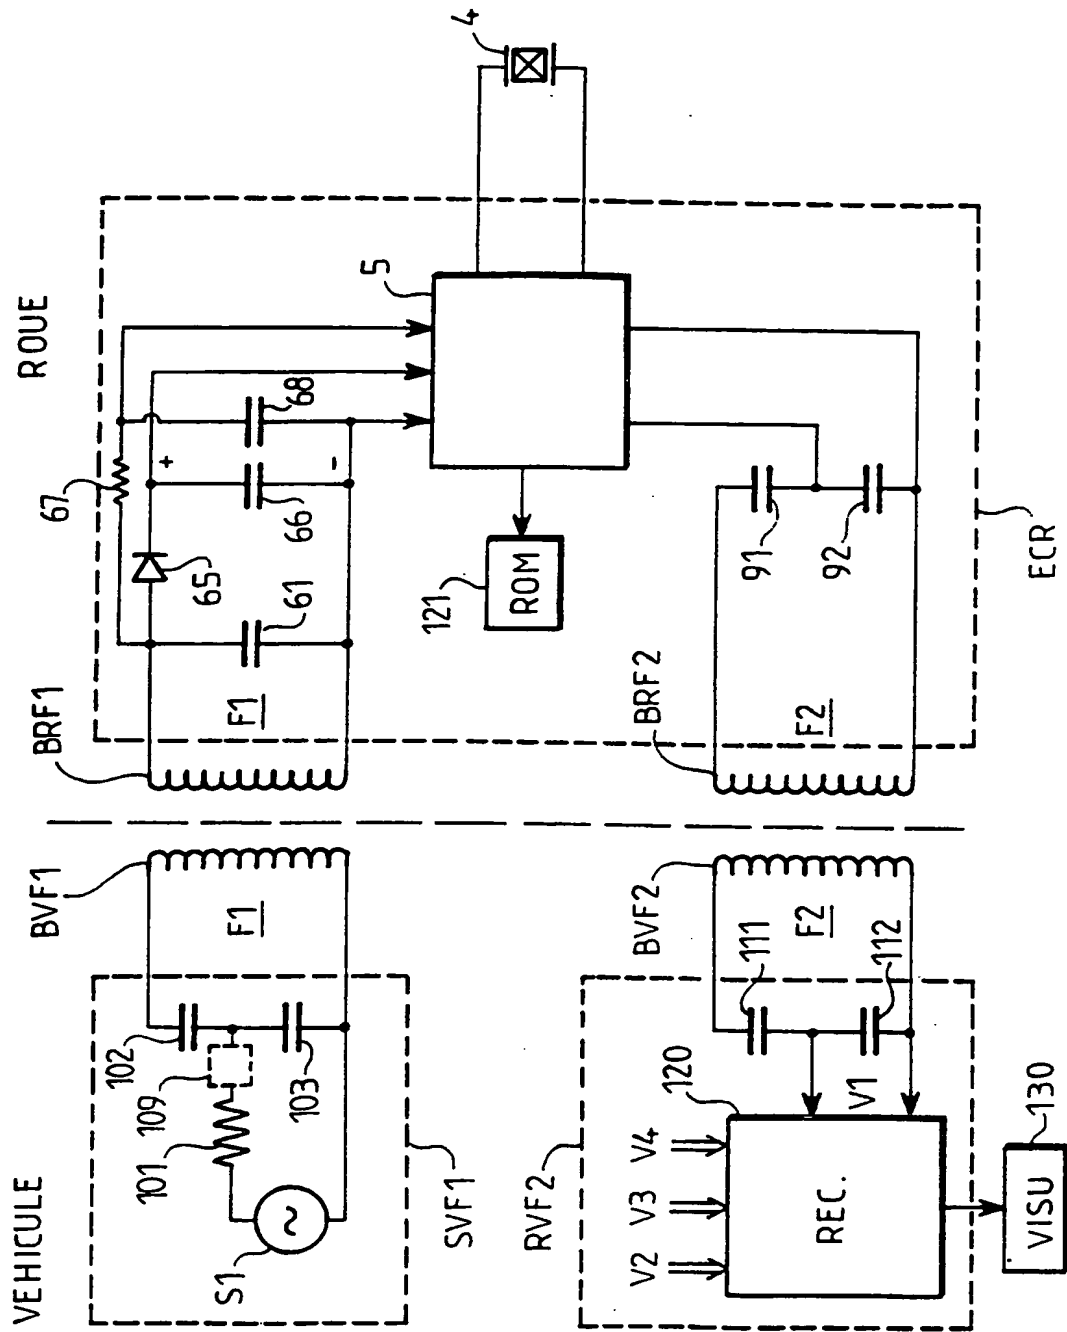 VEHICULE
ROUE
S1
101
109
102
103
SVF1
BVF1
F1
BRF1
F1
67
65
61
66
68
+
-
5
4
121
ROM
ECR
BRF2
F2
91
92
BVF2
F2
111
112
V1
RVF2
120
V2
V3
V4
REC.
130
VISU
~